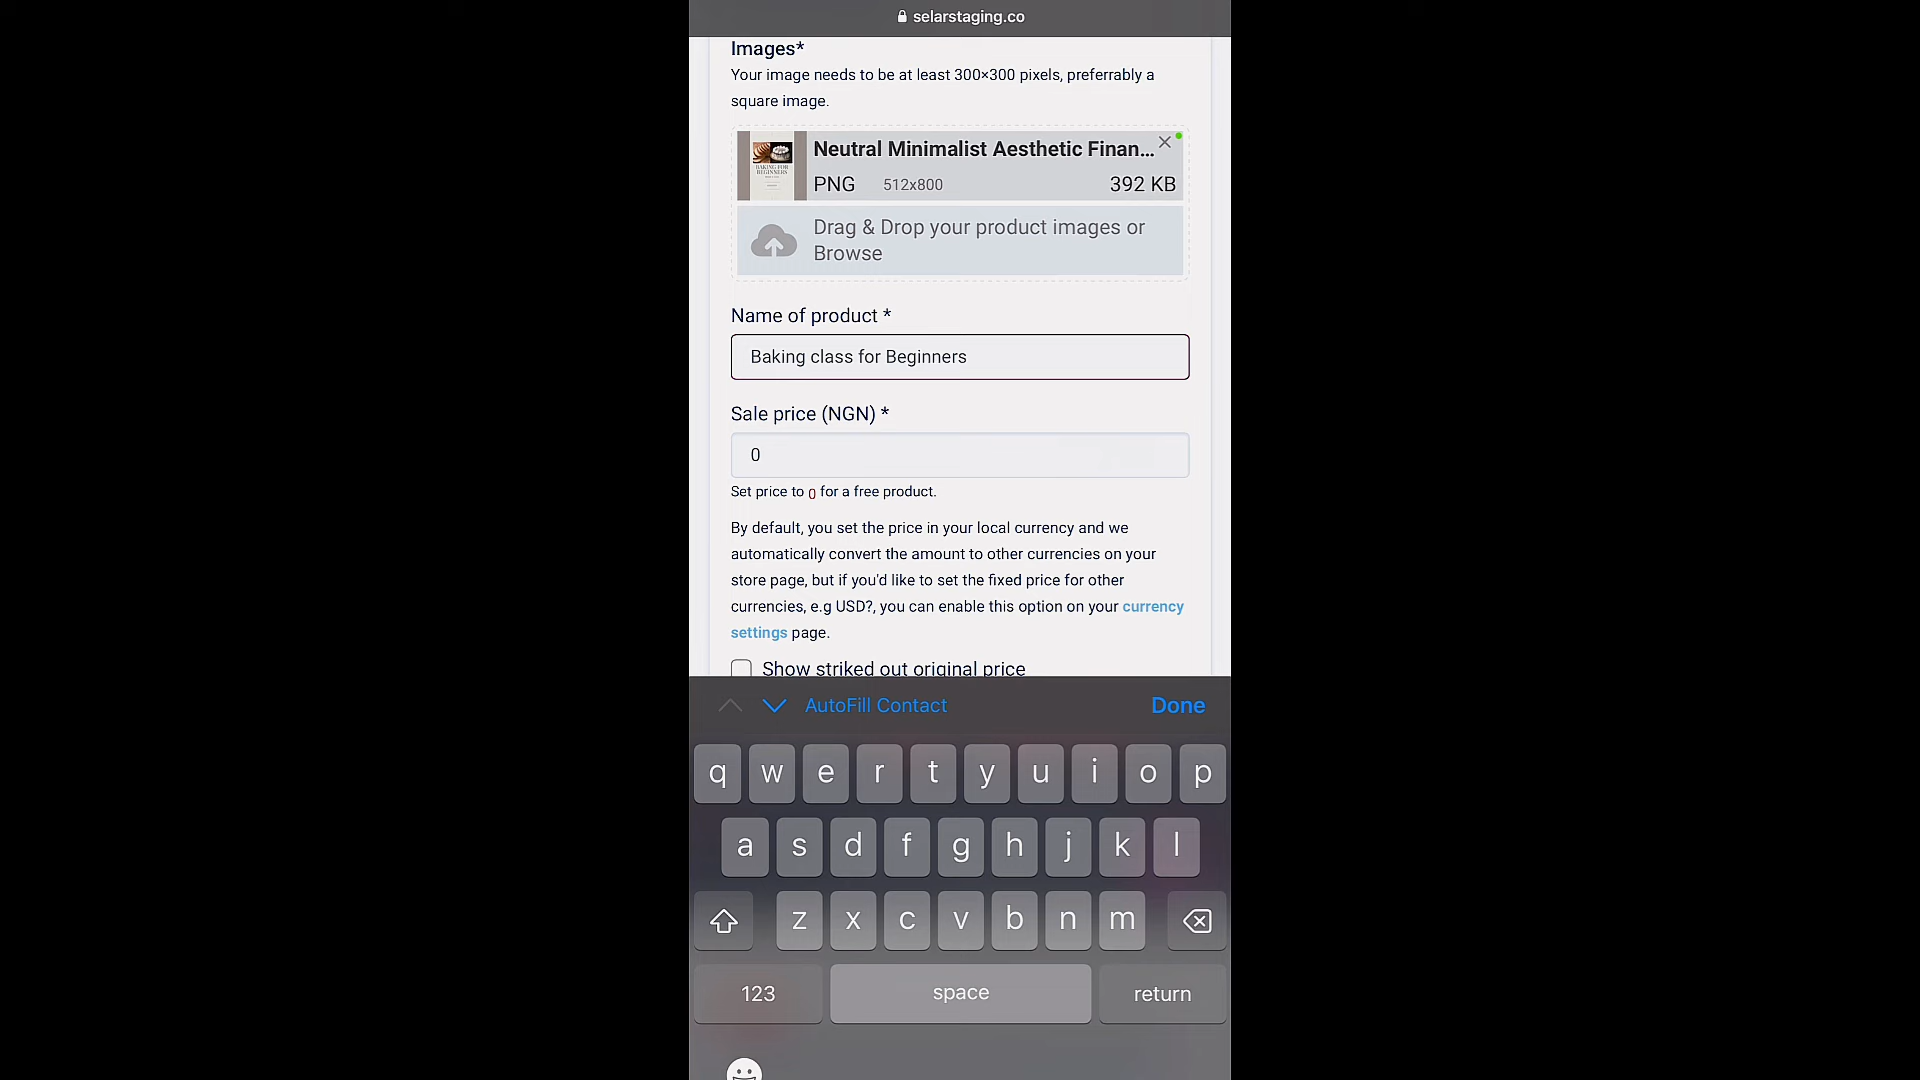 selarstaging.co
Images*
Your image needs to be at least 300×300 pixels, preferrably a
square image.
Neutral Minimalist Aesthetic Finan...
PNG 512x800 392 KB
BAKING FOR
BEGINNERS
Drag & Drop your product images or
Browse
Name of product *
Baking class for Beginners
Sale price (NGN) *
0
Set price to 0 for a free product.
By default, you set the price in your local currency and we
automatically convert the amount to other currencies on your
store page, but if you'd like to set the fixed price for other
currencies, e.g USD?, you can enable this option on your currency
settings page.
Show striked out original price
AutoFill Contact Done
q w e r t y u i o p
a s d f g h j k l
z x c v b n m
123 space return